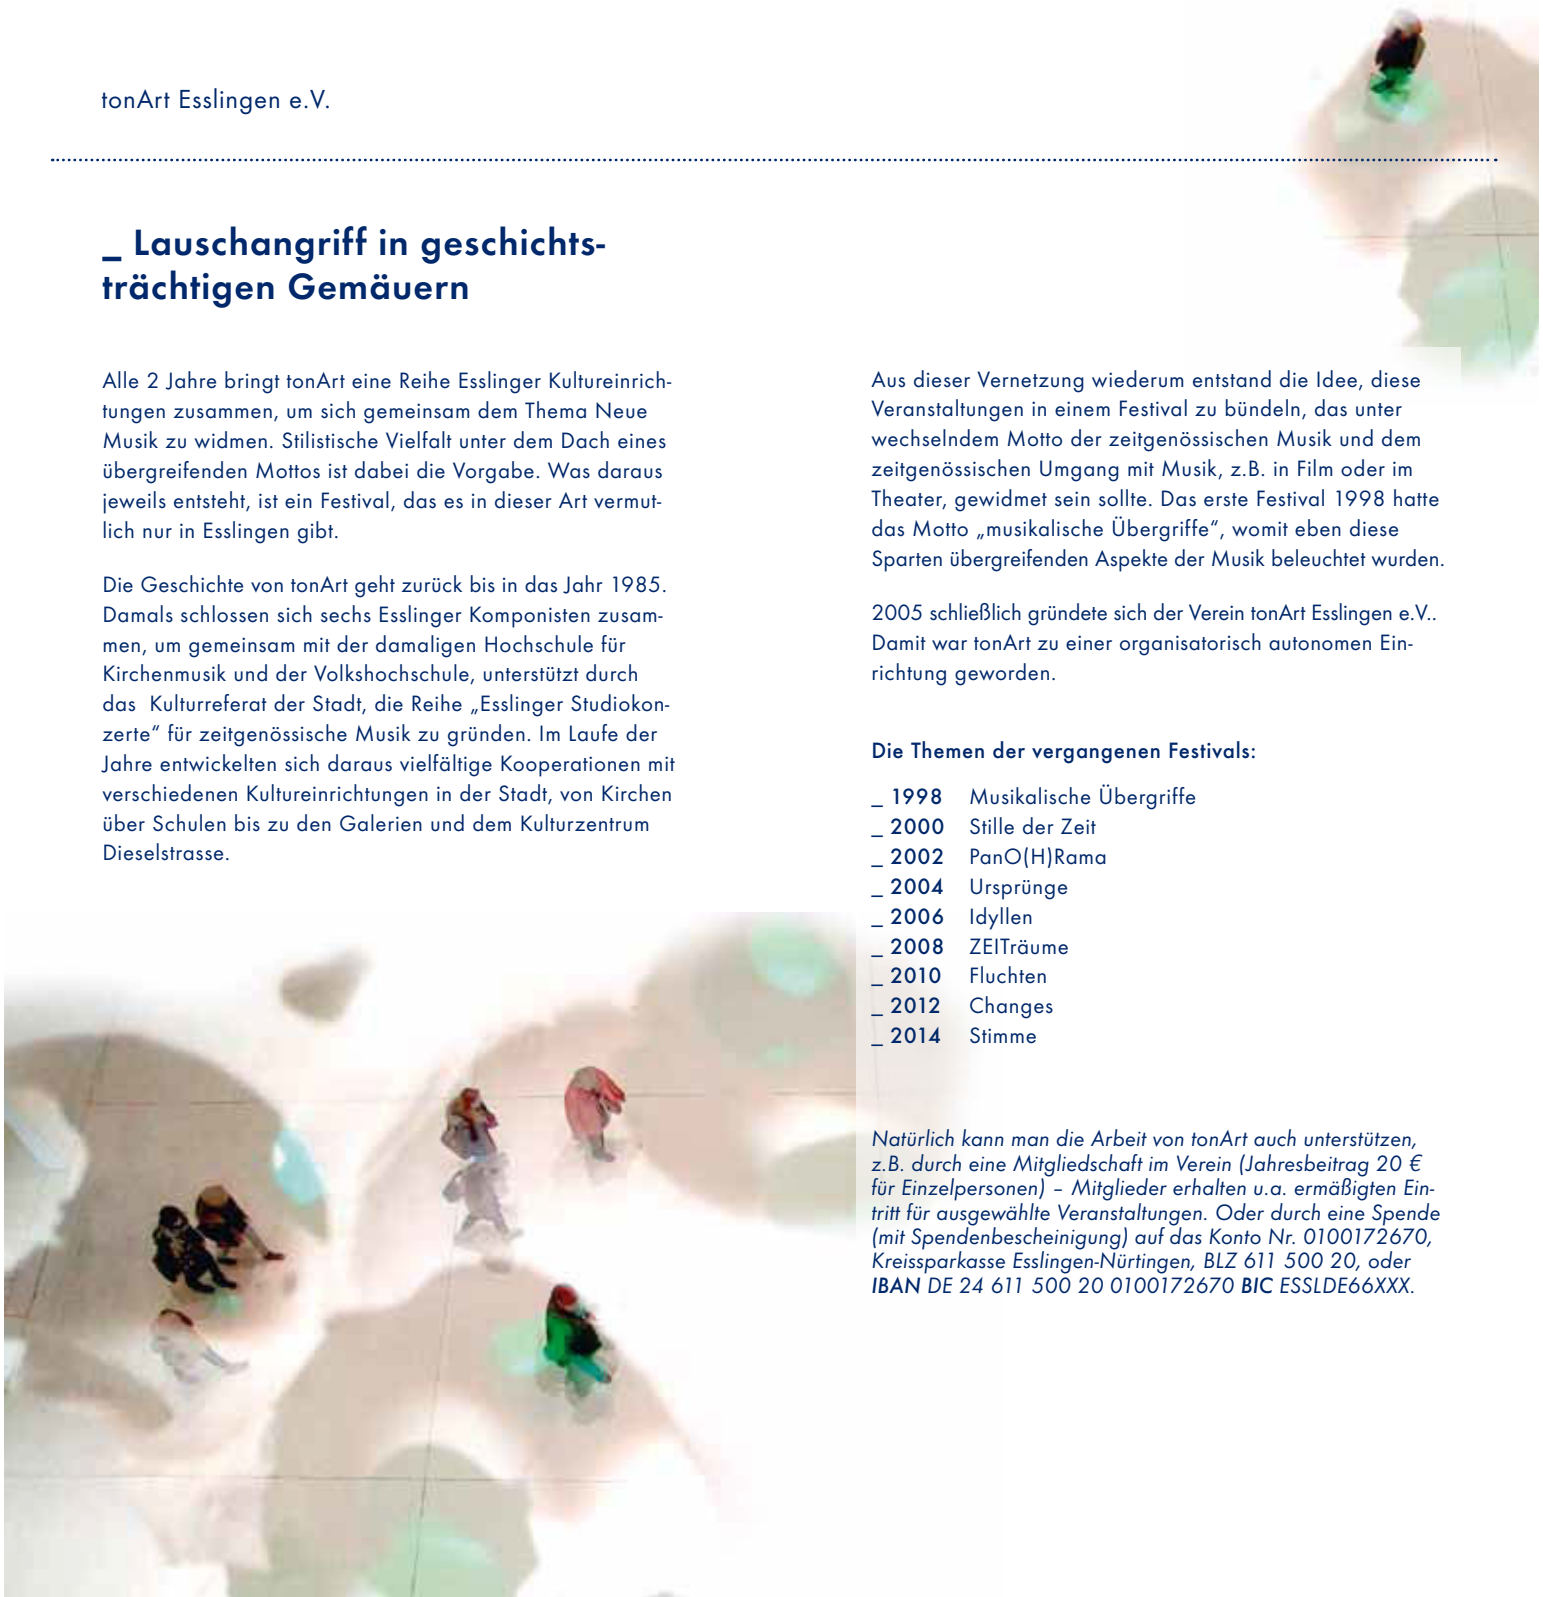 tonArt Esslingen e.V.
_ Lauschangriff in geschichts-
trächtigen Gemäuern
Alle 2 Jahre bringt tonArt eine Reihe Esslinger Kultureinrich-
tungen zusammen, um sich gemeinsam dem Thema Neue
Musik zu widmen. Stilistische Vielfalt unter dem Dach eines
übergreifenden Mottos ist dabei die Vorgabe. Was daraus
jeweils entsteht, ist ein Festival, das es in dieser Art vermut-
lich nur in Esslingen gibt.
Die Geschichte von tonArt geht zurück bis in das Jahr 1985.
Damals schlossen sich sechs Esslinger Komponisten zusam-
men, um gemeinsam mit der damaligen Hochschule für
Kirchenmusik und der Volkshochschule, unterstützt durch
das  Kulturreferat der Stadt, die Reihe „Esslinger Studiokon-
zerte“ für zeitgenössische Musik zu gründen. Im Laufe der
Jahre entwickelten sich daraus vielfältige Kooperationen mit
verschiedenen Kultureinrichtungen in der Stadt, von Kirchen
über Schulen bis zu den Galerien und dem Kulturzentrum
Dieselstrasse.
Aus dieser Vernetzung wiederum entstand die Idee, diese
Veranstaltungen in einem Festival zu bündeln, das unter
wechselndem Motto der zeitgenössischen Musik und dem
zeitgenössischen Umgang mit Musik, z.B. in Film oder im
Theater, gewidmet sein sollte. Das erste Festival 1998 hatte
das Motto „musikalische Übergriffe“, womit eben diese
Sparten übergreifenden Aspekte der Musik beleuchtet wurden.
2005 schließlich gründete sich der Verein tonArt Esslingen e.V..
Damit war tonArt zu einer organisatorisch autonomen Ein-
richtung geworden.
Die Themen der vergangenen Festivals:
_ 1998 Musikalische Übergriffe
_ 2000 Stille der Zeit
_ 2002 PanO(H)Rama
_ 2004 Ursprünge
_ 2006 Idyllen
_ 2008 ZEITräume
_ 2010 Fluchten
_ 2012 Changes
_ 2014 Stimme
Natürlich kann man die Arbeit von tonArt auch unterstützen,
z.B. durch eine Mitgliedschaft im Verein (Jahresbeitrag 20 €
für Einzelpersonen) – Mitglieder erhalten u.a. ermäßigten Ein-
tritt für ausgewählte Veranstaltungen. Oder durch eine Spende
(mit Spendenbescheinigung) auf das Konto Nr. 0100172670,
Kreissparkasse Esslingen-Nürtingen, BLZ 611 500 20, oder
IBAN DE 24 611 500 20 0100172670 BIC ESSLDE66XXX.